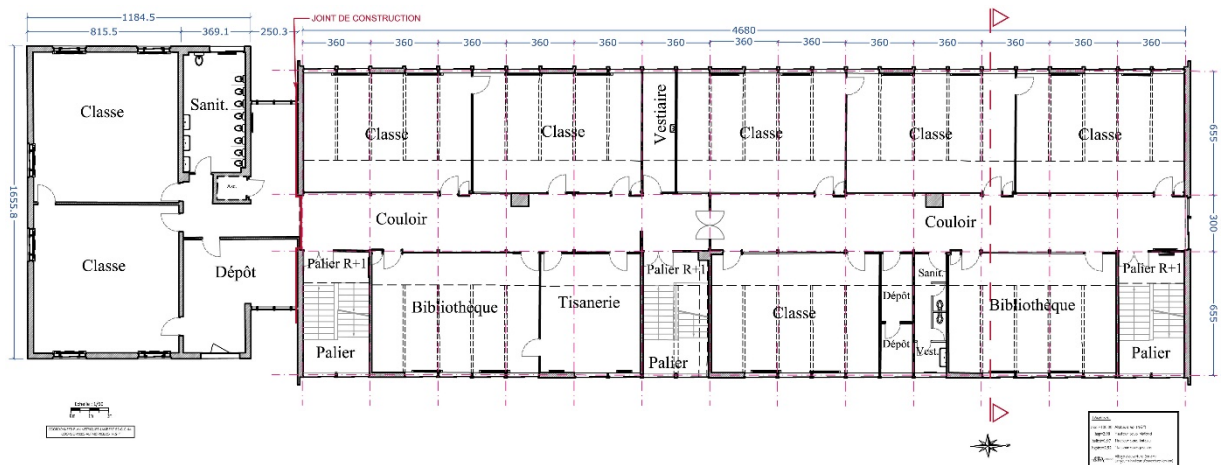 1184.5
815.5
369.1
250.3
JOINT DE CONSTRUCTION
4680
360
360
360
360
360
360
360
360
360
360
360
360
360
Classe
Sanit.
Classe
Classe
Vestiaire
Classe
Classe
Classe
655
1655.8
Asc.
Couloir
Couloir
300
Classe
Dépôt
Palier R+1
Bibliothèque
Tisanerie
Palier R+1
Classe
Dépôt
Sanit.
Bibliothèque
Palier R+1
655
Palier
Palier
Dépôt
Vest.
Palier